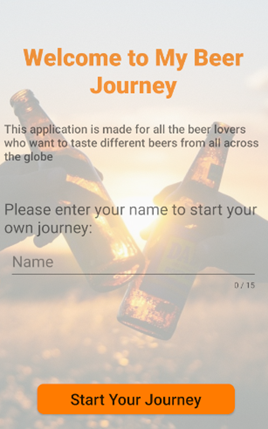 Welcome to My Beer
Journey
This application is made for all the beer lovers
who want to taste different beers from all across
the globe
Please enter your name to start your
own journey:
Name
0 / 15
Start Your Journey